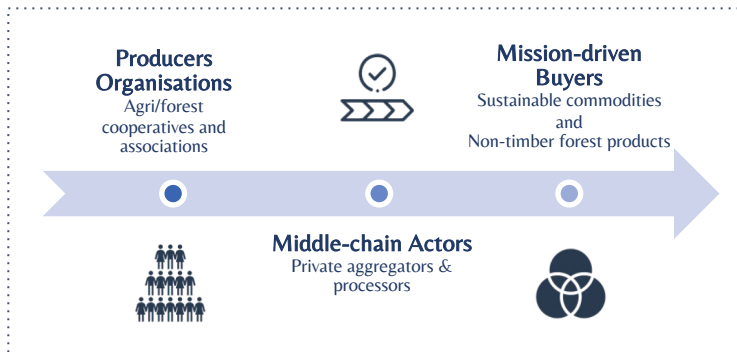 Producers
Organisations
Agri/forest
cooperatives and
associations
Mission-driven
Buyers
Sustainable commodities
and
Non-timber forest products
Middle-chain Actors
Private aggregators &
processors